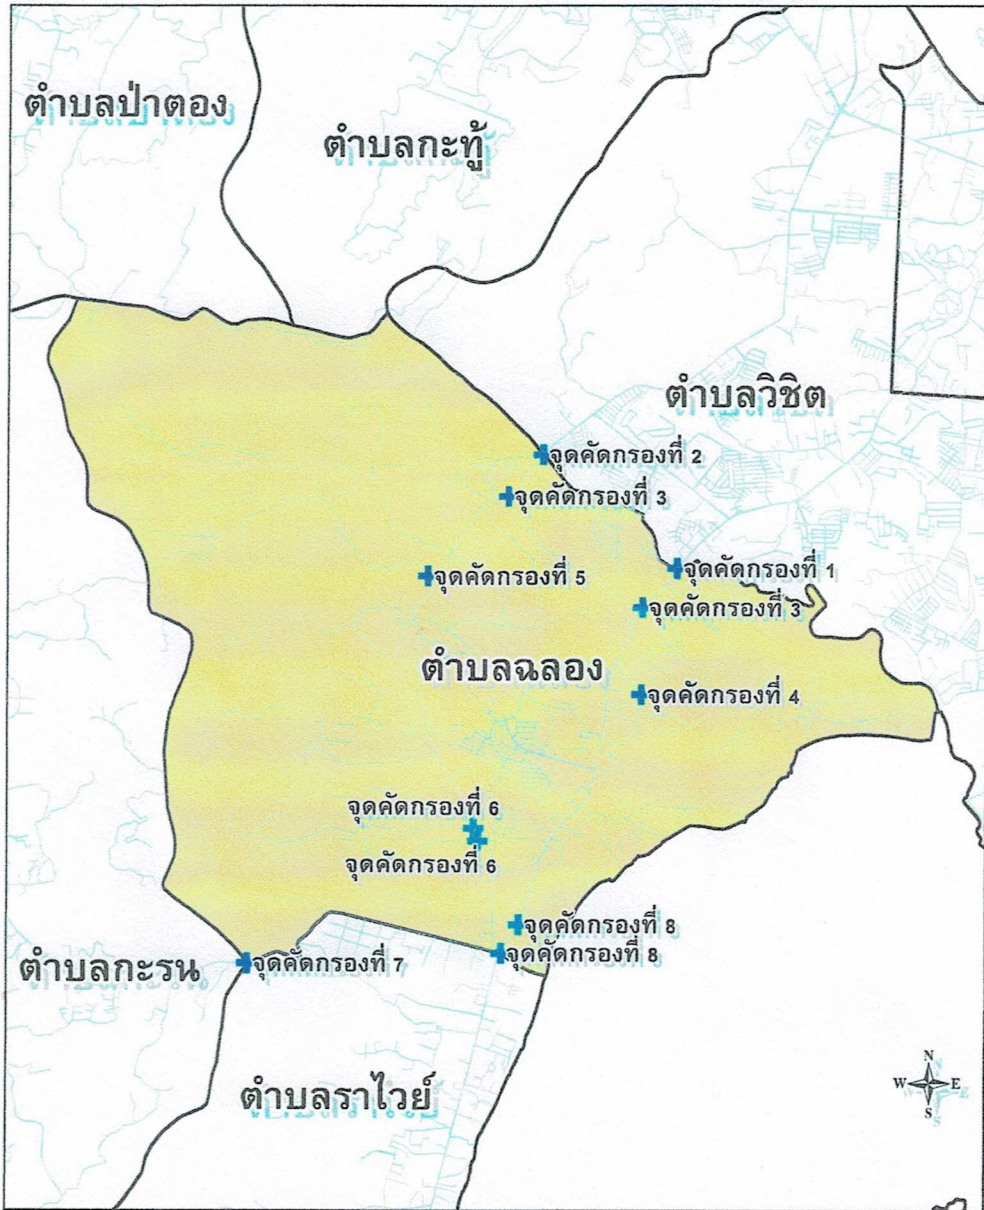 ตำบลป่าตอง
ตำบลกะทู้
ตำบลวิชิต
จุดคัดกรองที่ 2
จุดคัดกรองที่ 3
จุดคัดกรองที่ 1
จุดคัดกรองที่ 5
จุดคัดกรองที่ 3
ตำบลฉลอง
จุดคัดกรองที่ 4
จุดคัดกรองที่ 6
จุดคัดกรองที่ 6
จุดคัดกรองที่ 8
จุดคัดกรองที่ 8
จุดคัดกรองที่ 7
ตำบลกะรน
ตำบลราไวย์
N
W E
S